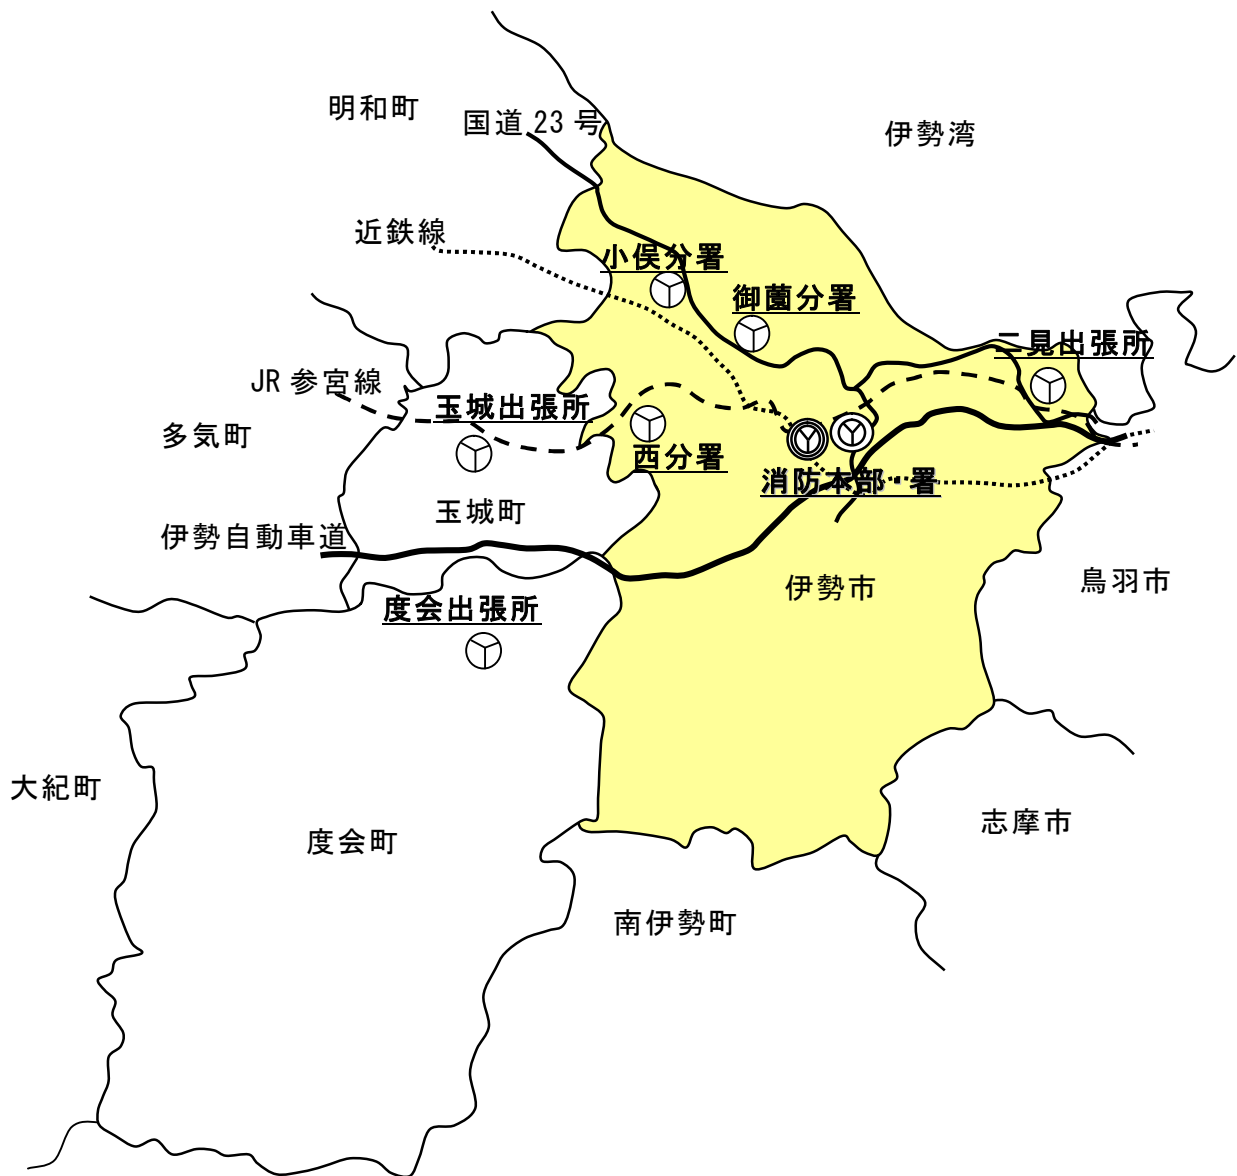 明和町
国道 23 号
伊勢湾
近鉄線
小俣分署
御薗分署
二見出張所
JR 参宮線
玉城出張所
多気町
西分署
消防本部・署
玉城町
伊勢自動車道
伊勢市
鳥羽市
度会出張所
大紀町
志摩市
度会町
南伊勢町